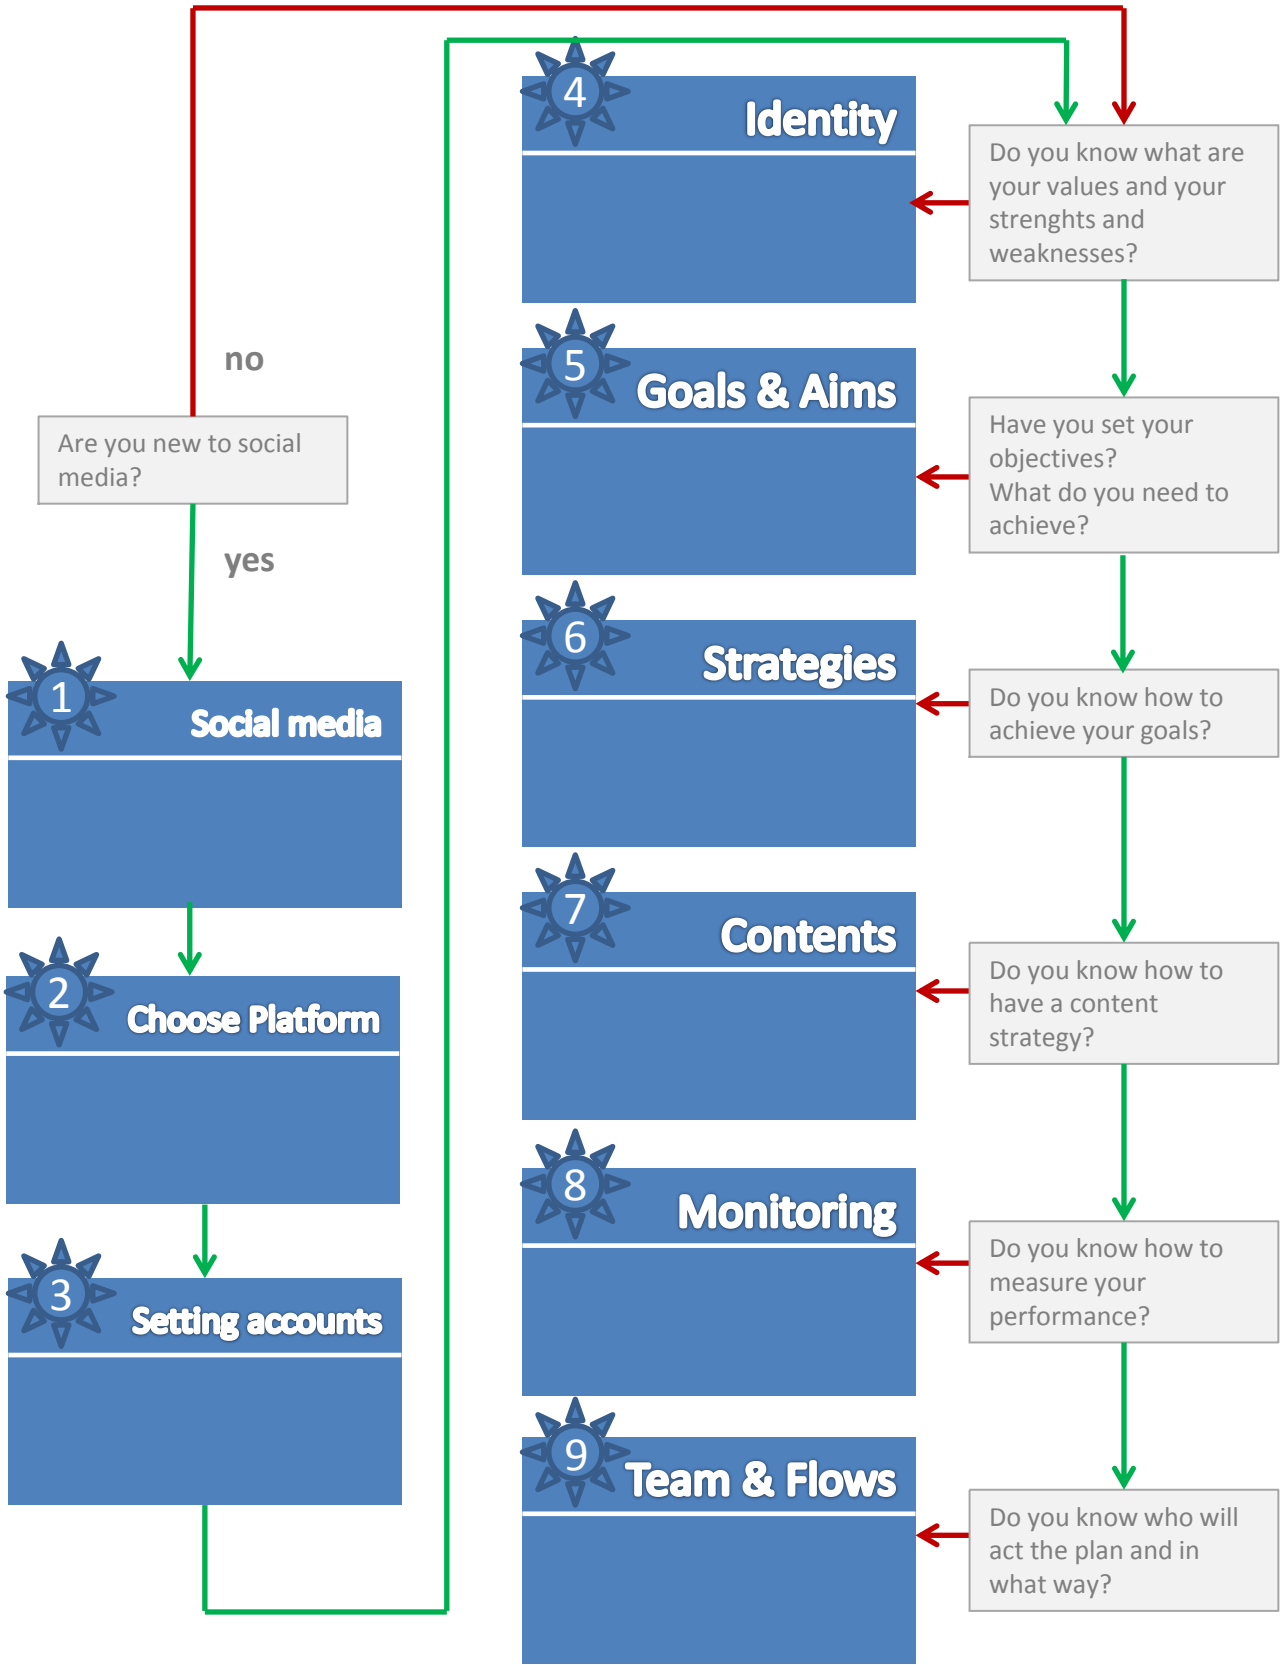 no
Are you new to social
media?
yes
1
Social media
2
Choose Platform
3
Setting accounts
4
Identity
Do you know what are
your values and your
strenghts and
weaknesses?
5
Goals & Aims
Have you set your
objectives?
What do you need to
achieve?
6
Strategies
Do you know how to
achieve your goals?
7
Contents
Do you know how to
have a content
strategy?
8
Monitoring
Do you know how to
measure your
performance?
9
Team & Flows
Do you know who will
act the plan and in
what way?